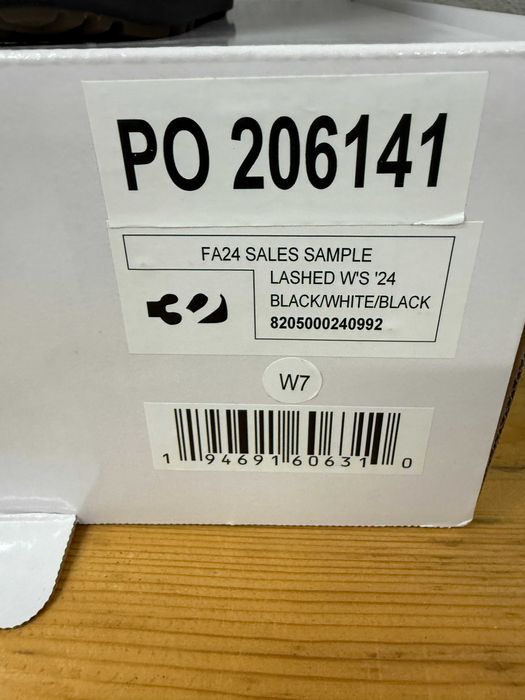 PO 206141
FA24 SALES SAMPLE
LASHED W'S '24
BLACK/WHITE/BLACK
8205000240992
W7
1 94691 60631 0